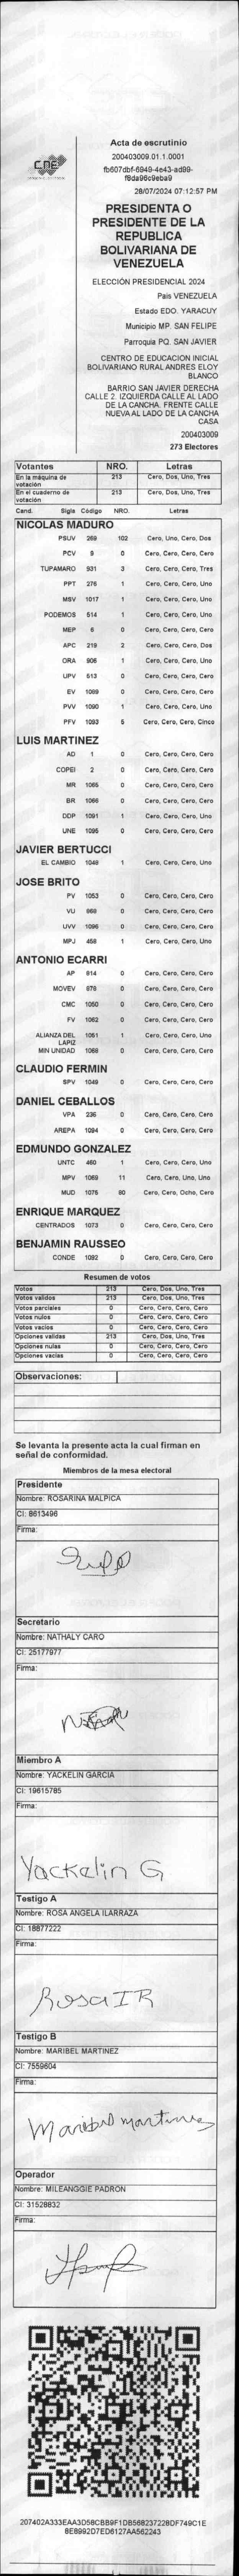 CNE
Acta de escrutinio
200403009.01.1.0001
fb607dbf-6949-4e43-ad99-
f8da96c9eba9
28/07/2024 07:12:57 PM
PRESIDENTA O
PRESIDENTE DE LA
REPUBLICA
BOLIVARIANA DE
VENEZUELA
ELECCIÓN PRESIDENCIAL 2024
Pais VENEZUELA
Estado EDO. YARACUY
Municipio MP. SAN FELIPE
Parroquia PQ. SAN JAVIER
CENTRO DE EDUCACION INICIAL
BOLIVARIANO RURAL ANDRES ELOY
BLANCO
BARRIO SAN JAVIER DERECHA
CALLE 2. IZQUIERDA CALLE AL LADO
DE LA CANCHA. FRENTE CALLE
NUEVA AL LADO DE LA CANCHA
CASA
200403009
273 Electores
Votantes NRO. Letras
En la máquina de votación 213 Cero, Dos, Uno, Tres
En el cuaderno de votación 213 Cero, Dos, Uno, Tres
Cand. Sigla Código NRO. Letras
NICOLAS MADURO
PSUV 269 102 Cero, Uno, Cero, Dos
PCV 9 0 Cero, Cero, Cero, Cero
TUPAMARO 931 3 Cero, Cero, Cero, Tres
PPT 276 1 Cero, Cero, Cero, Uno
MSV 1017 1 Cero, Cero, Cero, Uno
PODEMOS 514 1 Cero, Cero, Cero, Uno
MEP 6 0 Cero, Cero, Cero, Cero
APC 219 2 Cero, Cero, Cero, Dos
ORA 906 1 Cero, Cero, Cero, Uno
UPV 513 0 Cero, Cero, Cero, Cero
EV 1089 0 Cero, Cero, Cero, Cero
PVV 1090 1 Cero, Cero, Cero, Uno
PFV 1093 5 Cero, Cero, Cero, Cinco
LUIS MARTINEZ
AD 1 0 Cero, Cero, Cero, Cero
COPEI 2 0 Cero, Cero, Cero, Cero
MR 1065 0 Cero, Cero, Cero, Cero
BR 1066 0 Cero, Cero, Cero, Cero
DDP 1091 1 Cero, Cero, Cero, Uno
UNE 1095 0 Cero, Cero, Cero, Cero
JAVIER BERTUCCI
EL CAMBIO 1046 1 Cero, Cero, Cero, Uno
JOSE BRITO
PV 1053 0 Cero, Cero, Cero, Cero
VU 868 0 Cero, Cero, Cero, Cero
UVV 1096 0 Cero, Cero, Cero, Cero
MPJ 458 1 Cero, Cero, Cero, Uno
ANTONIO ECARRI
AP 914 0 Cero, Cero, Cero, Cero
MOVEV 878 0 Cero, Cero, Cero, Cero
CMC 1050 0 Cero, Cero, Cero, Cero
FV 1062 0 Cero, Cero, Cero, Cero
ALIANZA DEL LAPIZ 1051 1 Cero, Cero, Cero, Uno
MIN UNIDAD 1068 0 Cero, Cero, Cero, Cero
CLAUDIO FERMIN
SPV 1049 0 Cero, Cero, Cero, Cero
DANIEL CEBALLOS
VPA 236 0 Cero, Cero, Cero, Cero
AREPA 1094 0 Cero, Cero, Cero, Cero
EDMUNDO GONZALEZ
UNTC 460 1 Cero, Cero, Cero, Uno
MPV 1069 11 Cero, Cero, Uno, Uno
MUD 1075 80 Cero, Cero, Ocho, Cero
ENRIQUE MARQUEZ
CENTRADOS 1073 0 Cero, Cero, Cero, Cero
BENJAMIN RAUSSEO
CONDE 1092 0 Cero, Cero, Cero, Cero
Resumen de votos
Votos 213 Cero, Dos, Uno, Tres
Votos validos 213 Cero, Dos, Uno, Tres
Votos parciales 0 Cero, Cero, Cero, Cero
Votos nulos 0 Cero, Cero, Cero, Cero
Votos vacios 0 Cero, Cero, Cero, Cero
Opciones validas 213 Cero, Dos, Uno, Tres
Opciones nulas 0 Cero, Cero, Cero, Cero
Opciones vacias 0 Cero, Cero, Cero, Cero
Observaciones:
Se levanta la presente acta la cual firman en
señal de conformidad.
Miembros de la mesa electoral
Presidente
Nombre: ROSARINA MALPICA
CI: 8613496
Firma:
Secretario
Nombre: NATHALY CARO
CI: 25177977
Firma:
Miembro A
Nombre: YACKELIN GARCIA
CI: 19615785
Firma:
Yackelin G
Testigo A
Nombre: ROSA ANGELA ILARRAZA
CI: 18877222
Firma:
Rosa IR
Testigo B
Nombre: MARIBEL MARTINEZ
CI: 7559604
Firma:
Maribel martinez
Operador
Nombre: MILEANGGIE PADRON
CI: 31528832
Firma:
207402A333EAA3D58CBB9F1DB568237228DF749C1E
8E8992D7ED6127AA562243